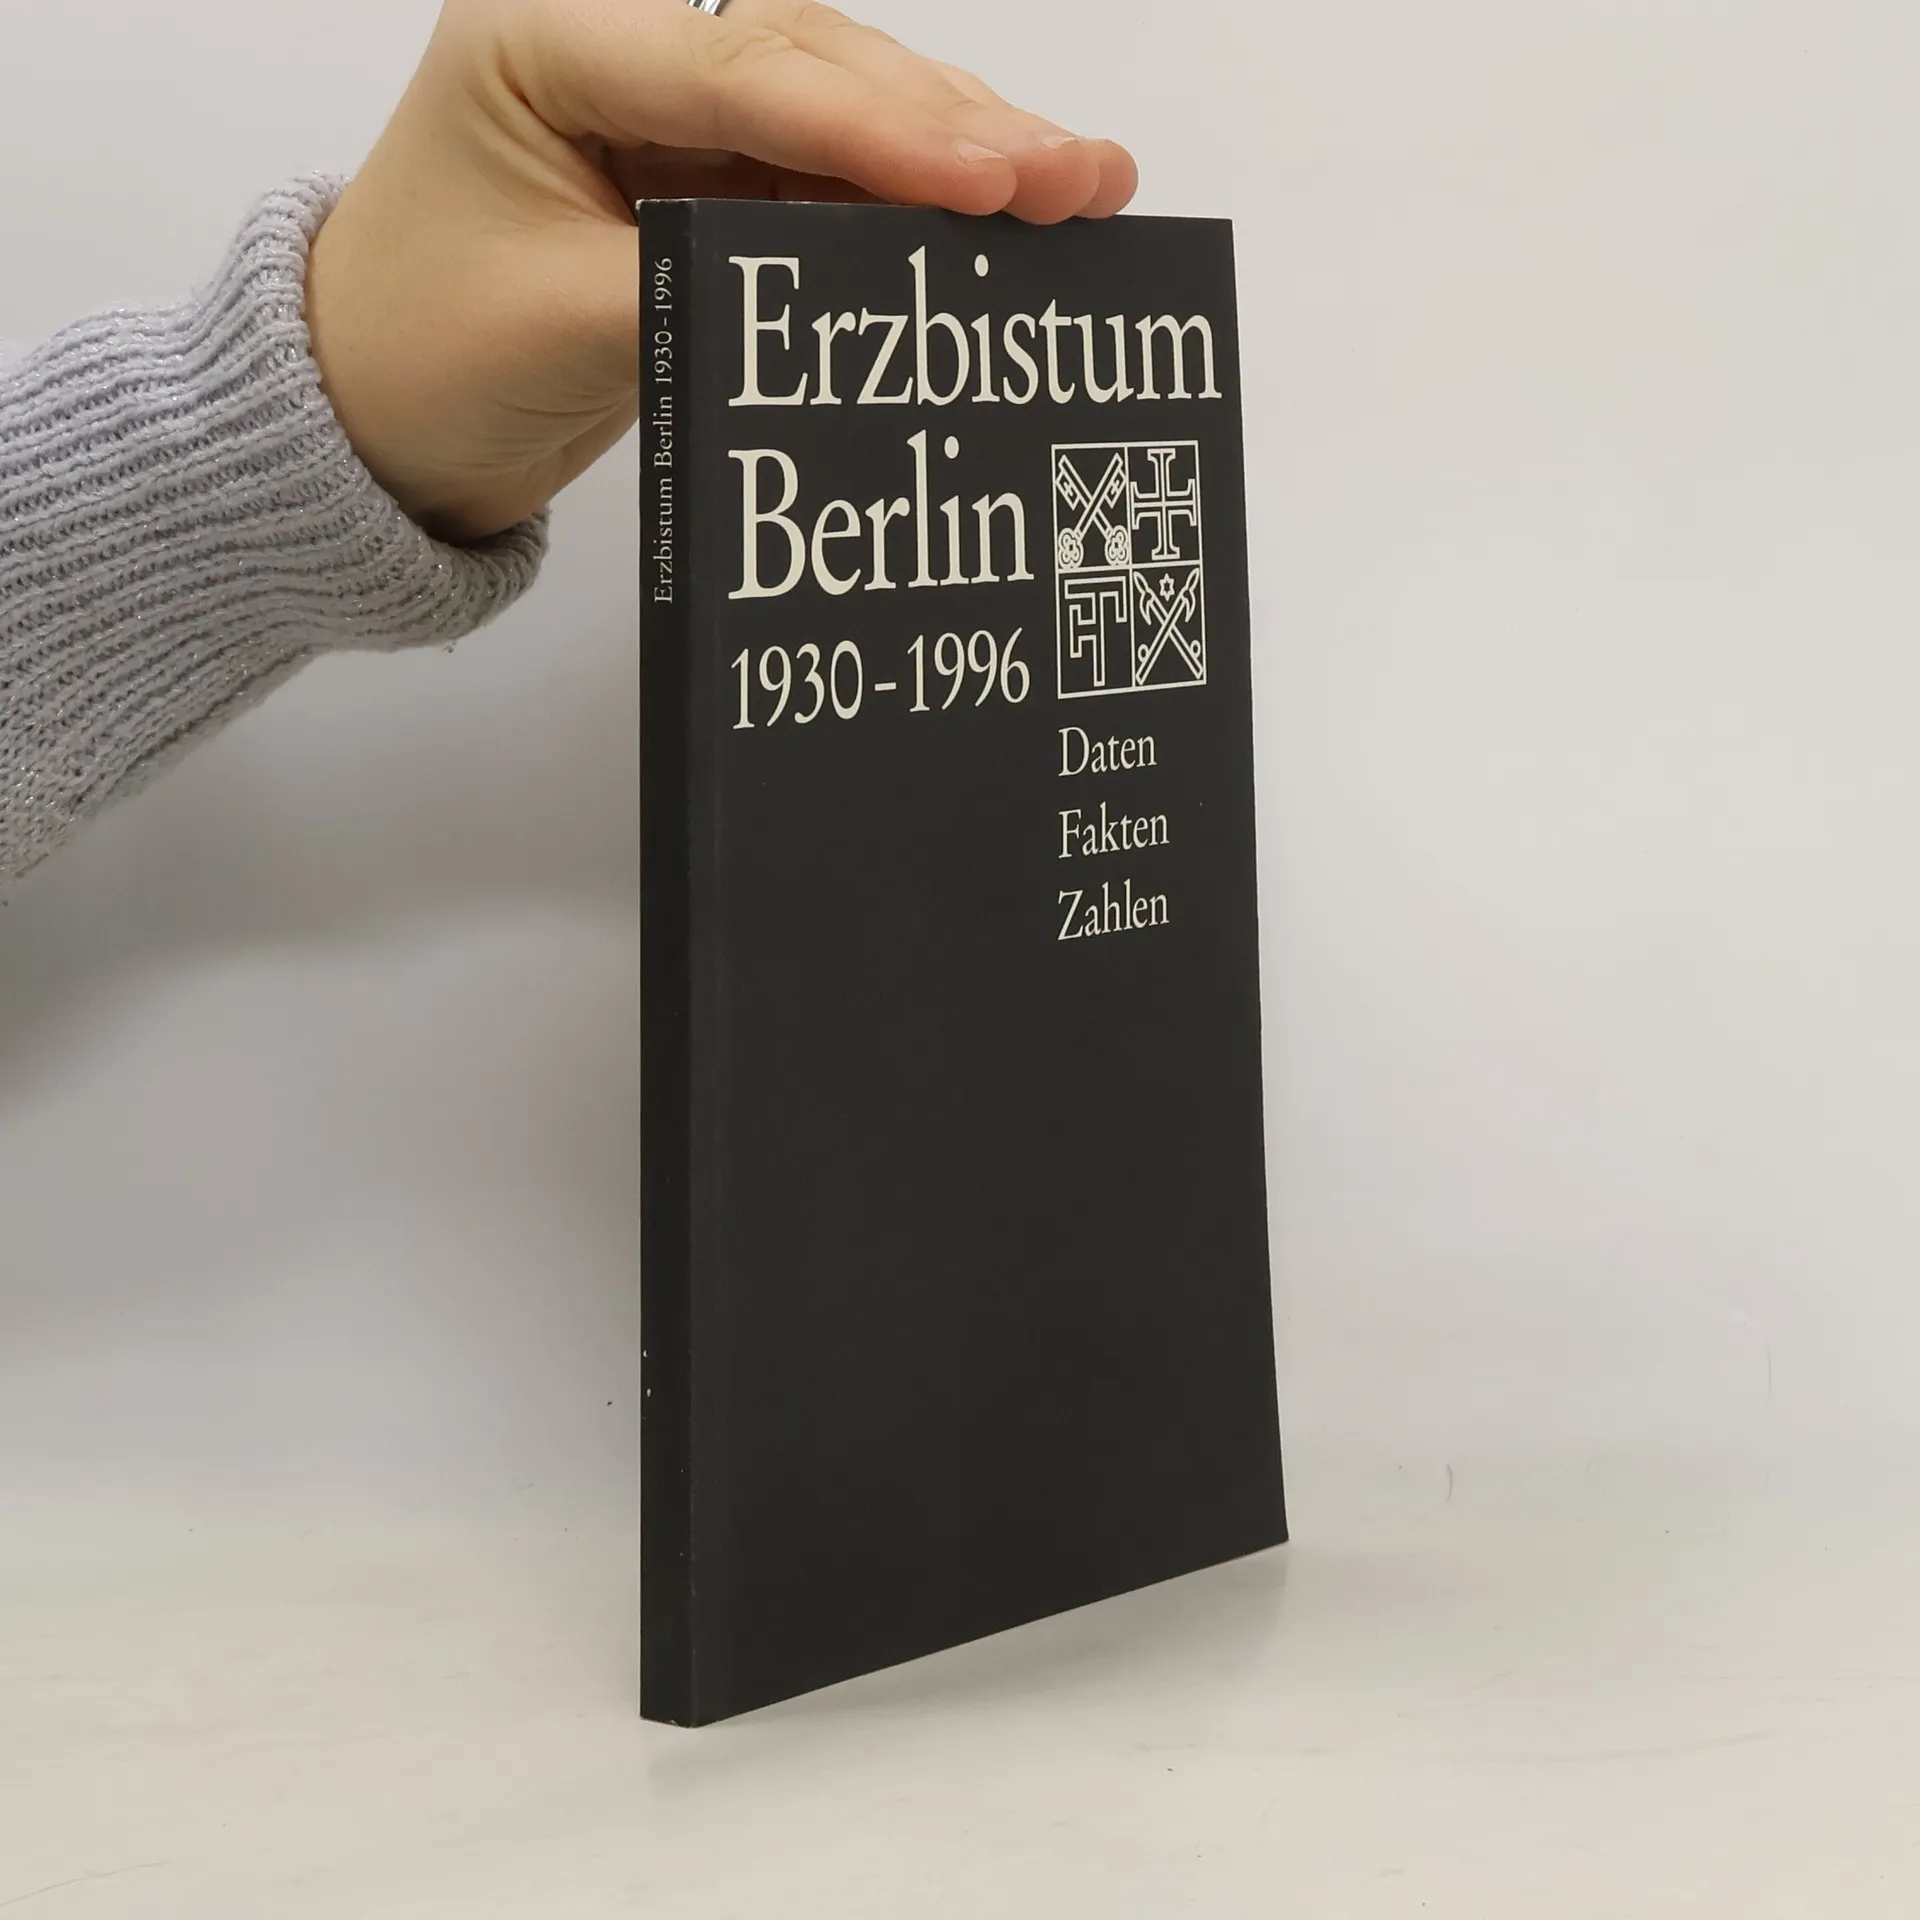 Erzbistum Berlin 1930-1996
Erzbistum
Berlin
1930-1996
Daten
Fakten
Zahlen